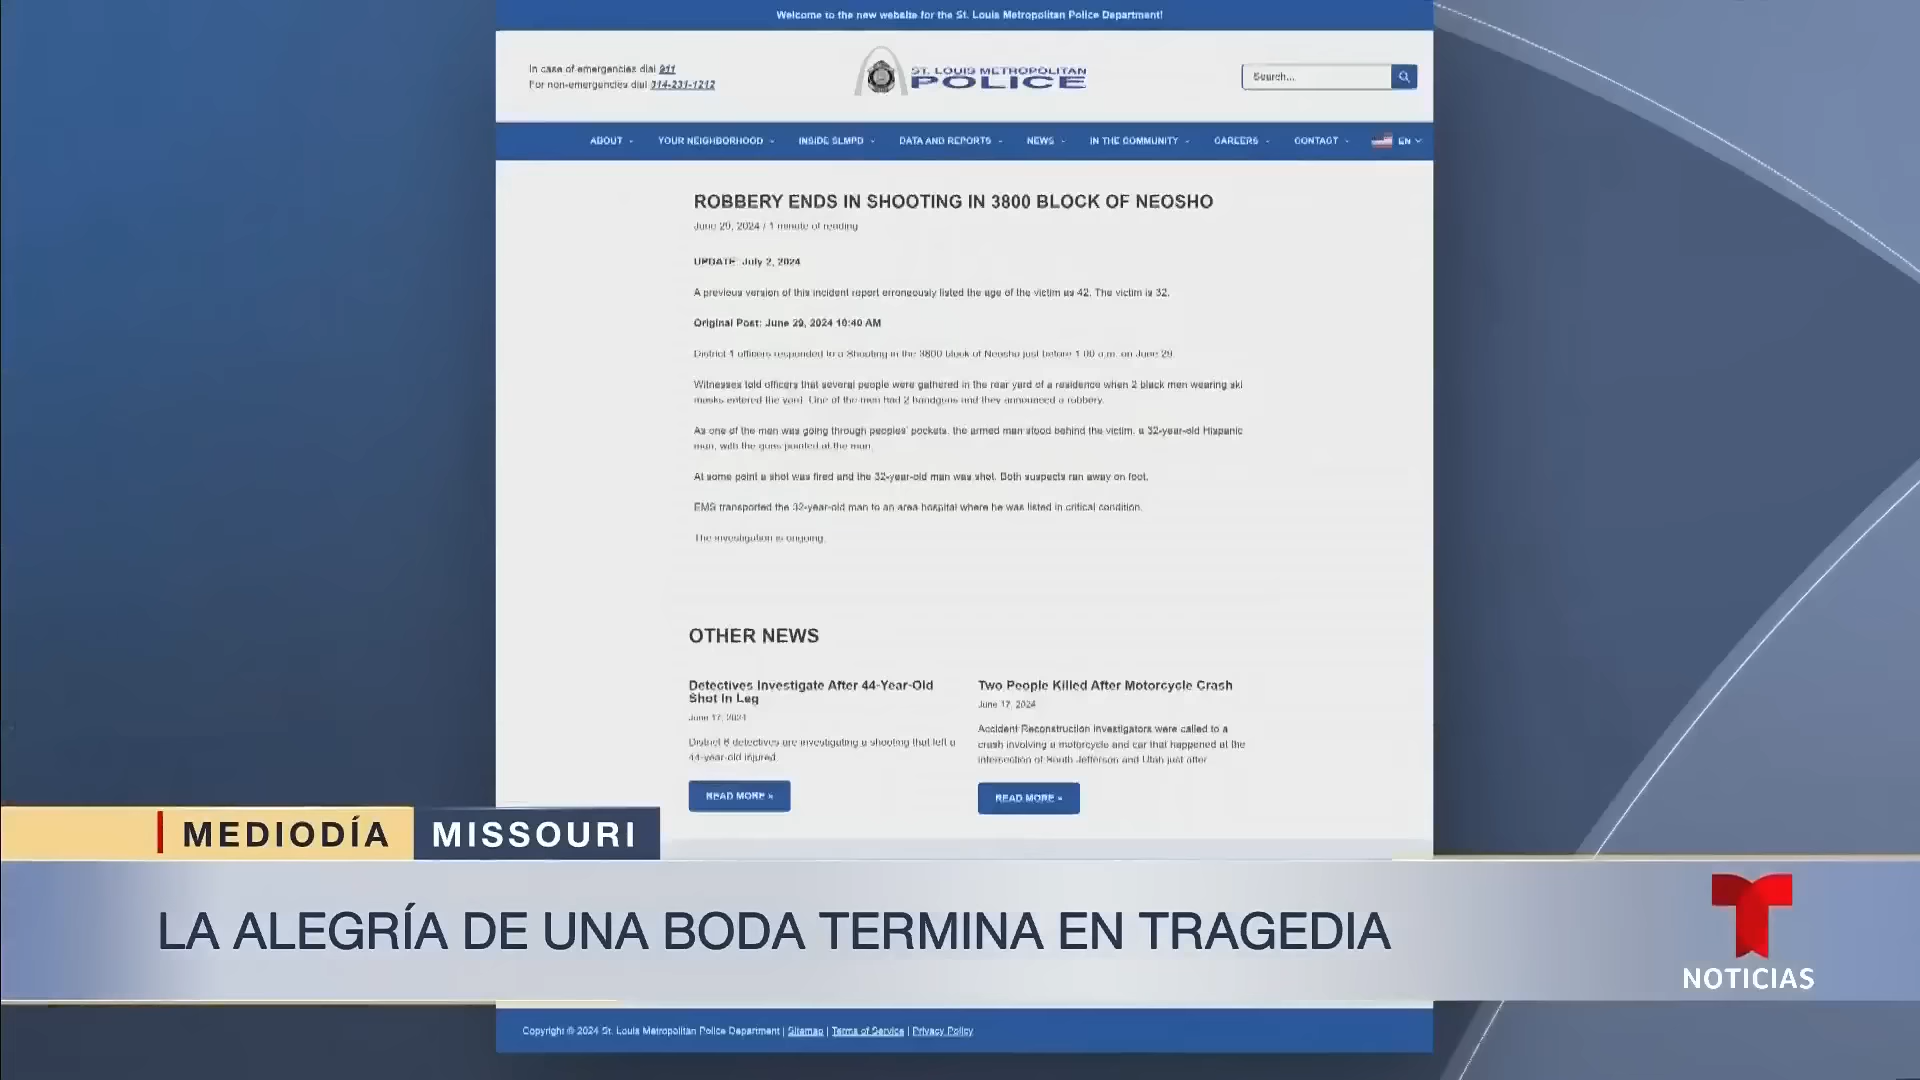 Welcome to the new website for the St. Louis Metropolitan Police Department!
In case of emergencies dial 911
For non-emergencies dial 314-231-1212
ST. LOUIS METROPOLITAN
POLICE
Search...
ABOUT YOUR NEIGHBORHOOD INSIDE SLMPD DATA AND REPORTS NEWS IN THE COMMUNITY CAREERS CONTACT EN
ROBBERY ENDS IN SHOOTING IN 3800 BLOCK OF NEOSHO
June 29, 2024 / 1 minute of reading
UPDATE: July 2, 2024
A previous version of this incident report erroneously listed the age of the victim as 42. The victim is 32.
Original Post: June 29, 2024 10:40 AM
District 1 officers responded to a Shooting in the 3800 block of Neosho just before 1:00 a.m. on June 29.
Witnesses told officers that several people were gathered in the rear yard of a residence when 2 black men wearing ski
masks entered the yard. One of the men had 2 handguns and they announced a robbery.
As one of the men was going through peoples' pockets, the armed man stood behind the victim, a 32-year-old Hispanic
man, with the guns pointed at the man.
At some point a shot was fired and the 32-year-old man was shot. Both suspects ran away on foot.
EMS transported the 32-year-old man to an area hospital where he was listed in critical condition.
The investigation is ongoing.
OTHER NEWS
Detectives Investigate After 44-Year-Old
Shot In Leg
June 17, 2024
District 6 detectives are investigating a shooting that left a
44-year-old injured.
READ MORE »
Two People Killed After Motorcycle Crash
June 17, 2024
Accident Reconstruction investigators were called to a
crash involving a motorcycle and car that happened at the
intersection of South Jefferson and Utah just after
READ MORE »
MEDIODÍA MISSOURI
LA ALEGRÍA DE UNA BODA TERMINA EN TRAGEDIA
NOTICIAS
Copyright © 2024 St. Louis Metropolitan Police Department | Sitemap | Terms of Service | Privacy Policy